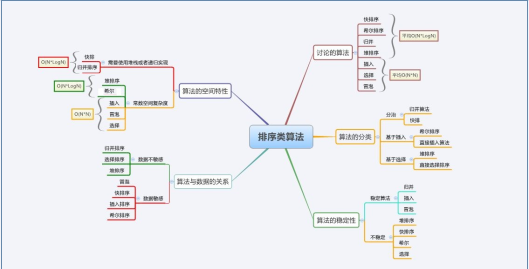 排序类算法
讨论的算法
快排序
希尔排序
归并
堆排序
平均O(N*LogN)
插入
选择
冒泡
平均O(N*N)
算法的分类
分治
归并算法
快排
基于插入
希尔排序
直接插入算法
基于选择
堆排序
直接选择排序
算法的稳定性
稳定算法
归并
插入
冒泡
不稳定
堆排序
快排序
希尔
选择
算法的空间特性
需要使用堆栈或者递归实现
快排
归并排序
O(N*LogN)
常数空间复杂度
堆排序
希尔
O(N*LogN)
插入
冒泡
选择
O(N*N)
算法与数据的关系
数据不敏感
归并排序
选择排序
堆排序
数据敏感
冒泡
快排序
插入排序
希尔排序